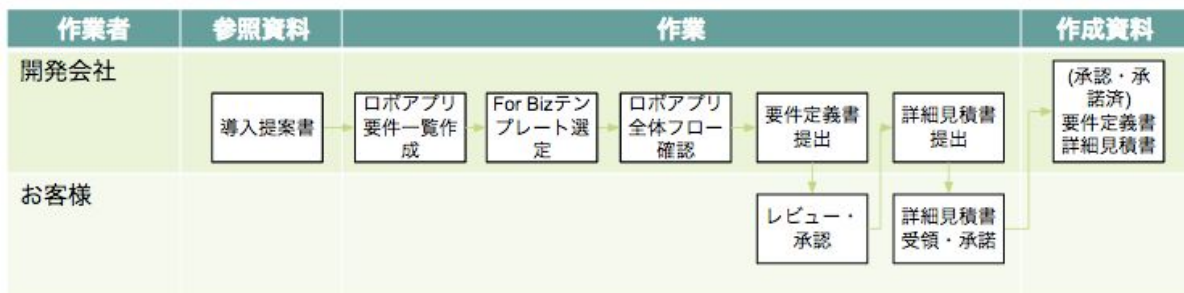 作業者
参照資料
作業
作成資料
開発会社
導入提案書
ロボアプリ
要件一覧作
成
For Bizテン
プレート選
定
ロボアプリ
全体フロー
確認
要件定義書
提出
詳細見積書
提出
(承認・承
諾済)
要件定義書
詳細見積書
お客様
レビュー・
承認
詳細見積書
受領・承諾